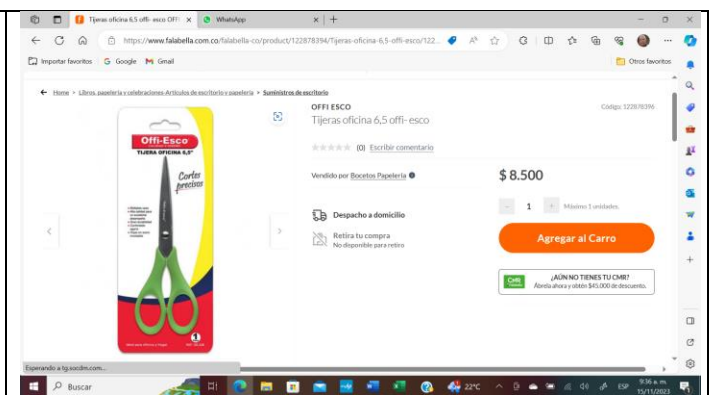 Tijeras oficina 6,5 offi- esco OFFI
WhatsApp
https://www.falabella.com.co/falabella-co/product/122878394/Tijeras-oficina-6,5-offi-esco/122...
Importar favoritos
Google
Gmail
Otros favoritos
Home > Libros, papelería y celebraciones-Artículos de escritorio y papelería > Suministros de escritorio
OFFI ESCO
Código: 122878394
Tijeras oficina 6,5 offi- esco
(0) Escribir comentario
Vendido por Bocetos Papeleria
$ 8.500
- 1 + Máximo 1 unidades.
Despacho a domicilio
Retira tu compra
No disponible para retiro
Agregar al Carro
¿AÚN NO TIENES TU CMR?
Ábrela ahora y obtén $45.000 de descuento.
Offi-Esco
TIJERA OFICINA 6,5"
Cortes
precisos
1
Esperando a tg.socdm.com...
Buscar
22°C
ESP
9:36 a. m.
15/11/2023